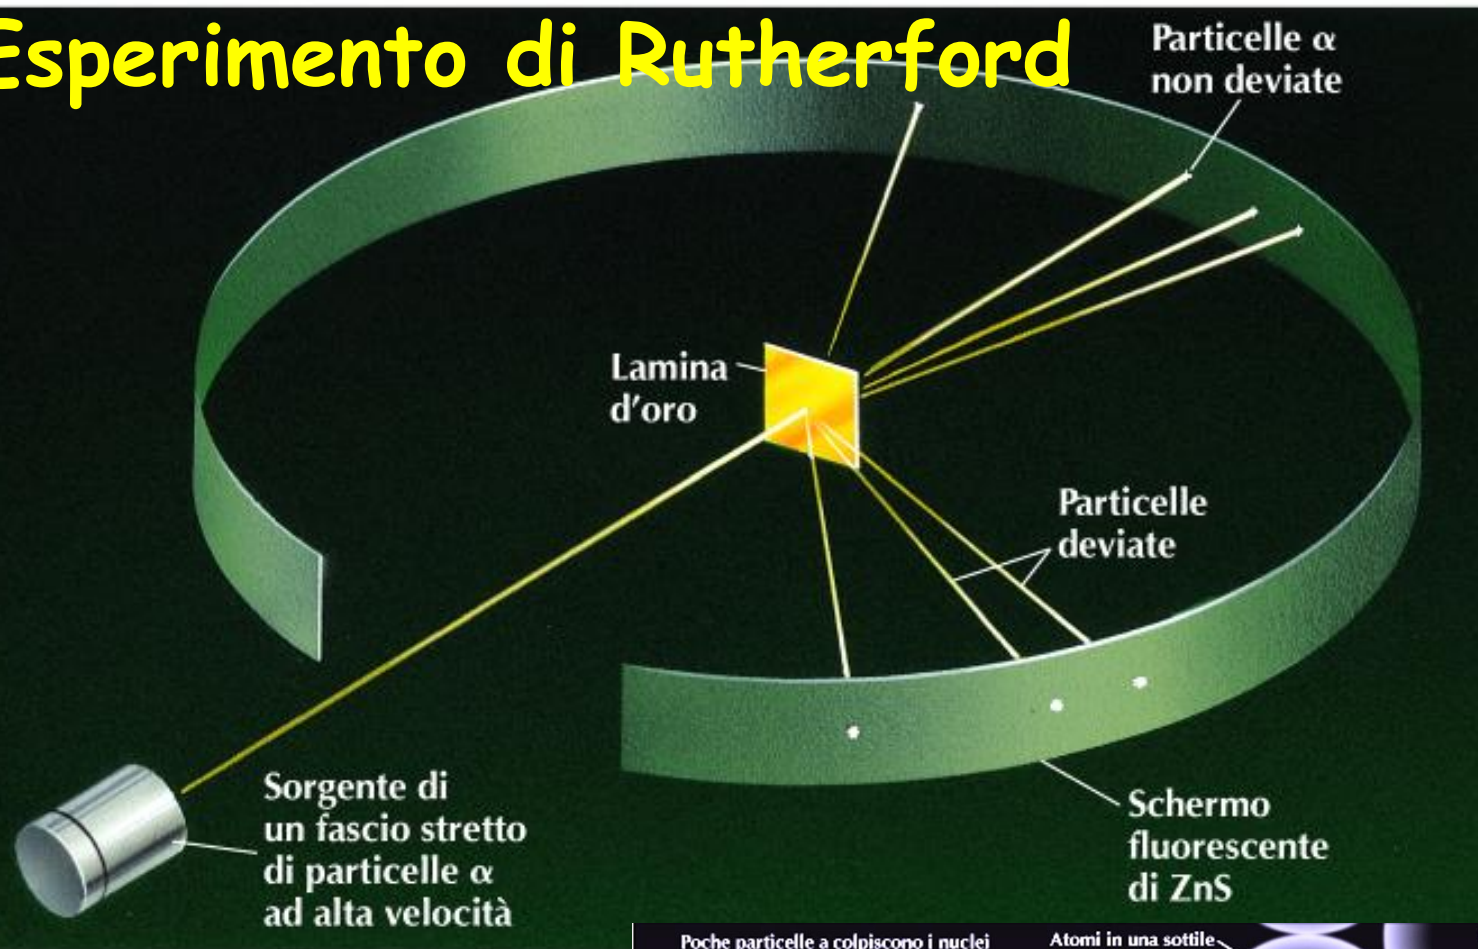 Esperimento di Rutherford
Particelle α
non deviate
Lamina
d'oro
Particelle
deviate
Sorgente di
un fascio stretto
di particelle α
ad alta velocità
Schermo
fluorescente
di ZnS
Poche particelle a colpiscono i nuclei
Atomi in una sottile